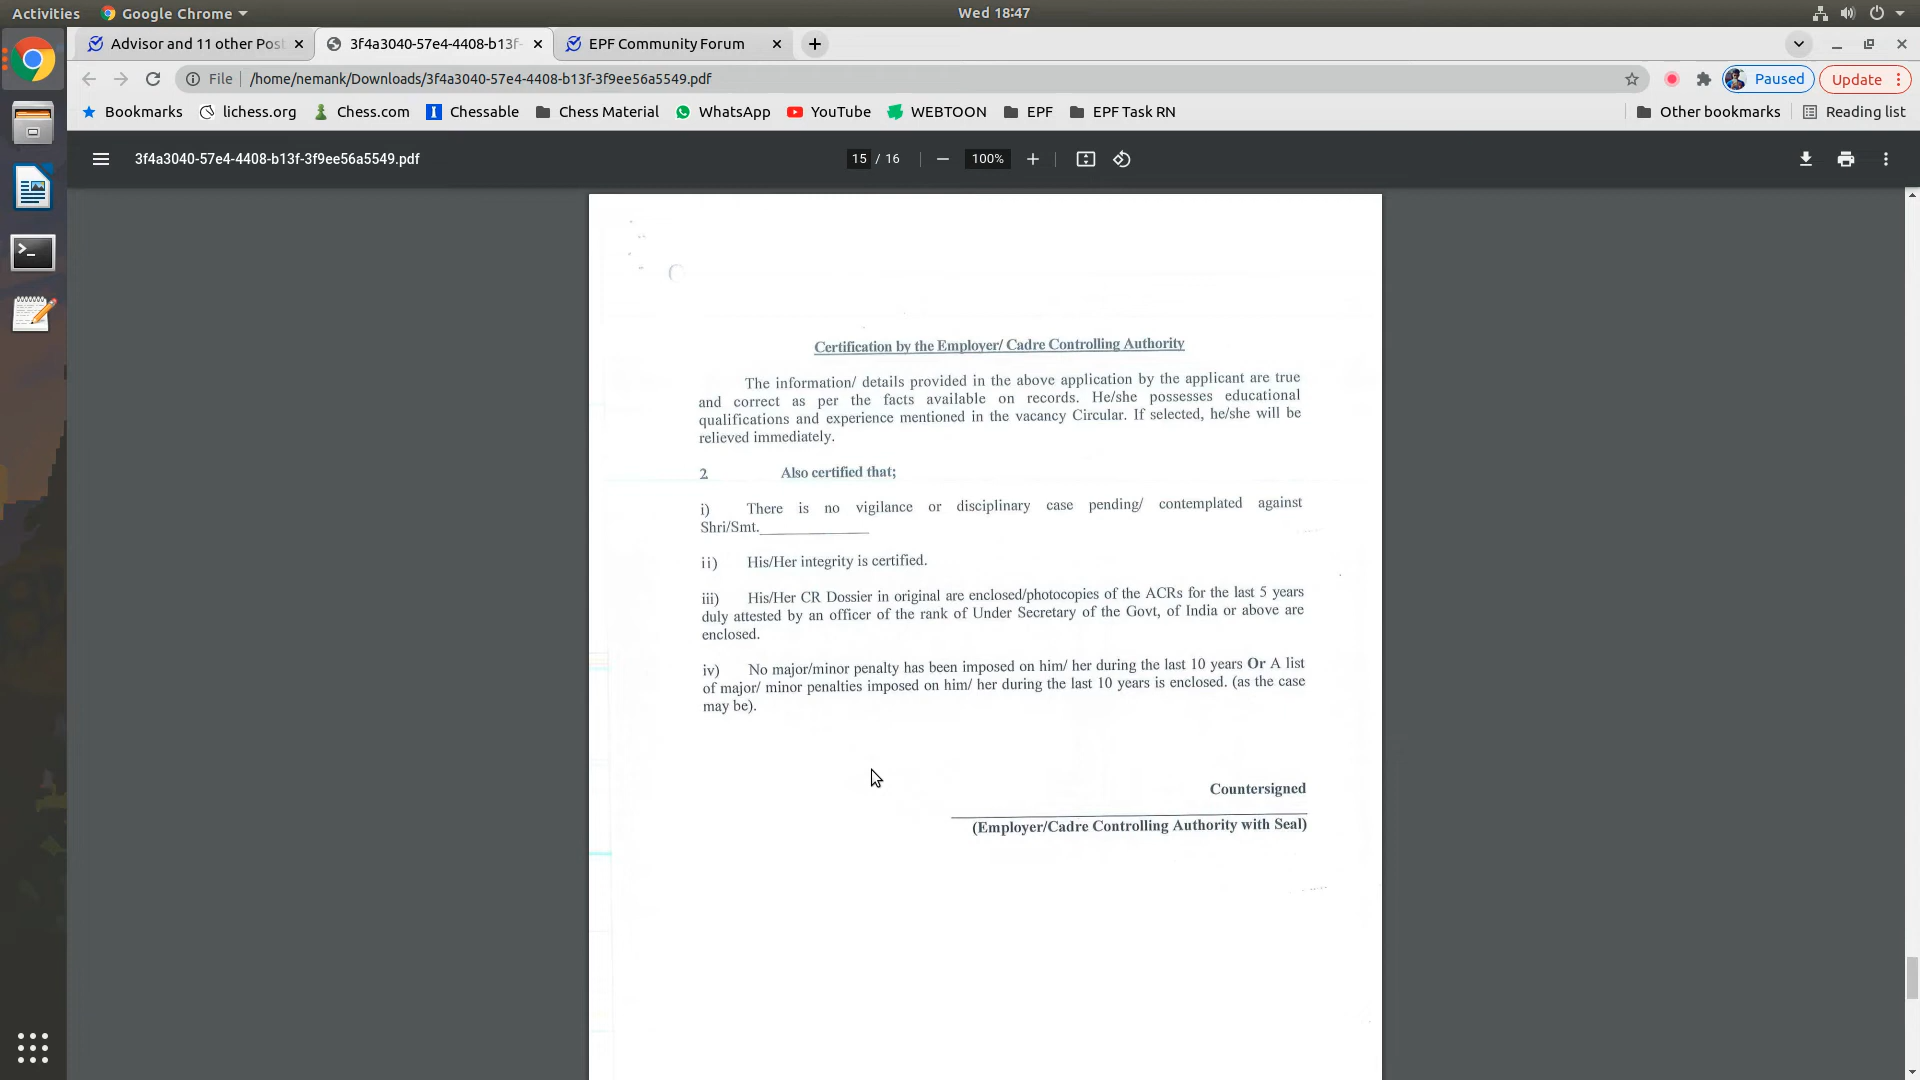 Activities
Google Chrome
Wed 18:47
Advisor and 11 other Pos
3f4a3040-57e4-4408-b13f-
EPF Community Forum
File
/home/nemank/Downloads/3f4a3040-57e4-4408-b13f-3f9ee56a5549.pdf
Paused
Update
Bookmarks
lichess.org
Chess.com
Chessable
Chess Material
WhatsApp
YouTube
WEBTOON
EPF
EPF Task RN
Other bookmarks
Reading list
3f4a3040-57e4-4408-b13f-3f9ee56a5549.pdf
15 / 16
100%
Certification by the Employer/ Cadre Controlling Authority
The information/ details provided in the above application by the applicant are true
and correct as per the facts available on records. He/she possesses educational
qualifications and experience mentioned in the vacancy Circular. If selected, he/she will be
relieved immediately.
2 Also certified that;
i) There is no vigilance or disciplinary case pending/ contemplated against
Shri/Smt.______________
ii) His/Her integrity is certified.
iii) His/Her CR Dossier in original are enclosed/photocopies of the ACRs for the last 5 years
duly attested by an officer of the rank of Under Secretary of the Govt, of India or above are
enclosed.
iv) No major/minor penalty has been imposed on him/ her during the last 10 years Or A list
of major/ minor penalties imposed on him/ her during the last 10 years is enclosed. (as the case
may be).
Countersigned
(Employer/Cadre Controlling Authority with Seal)